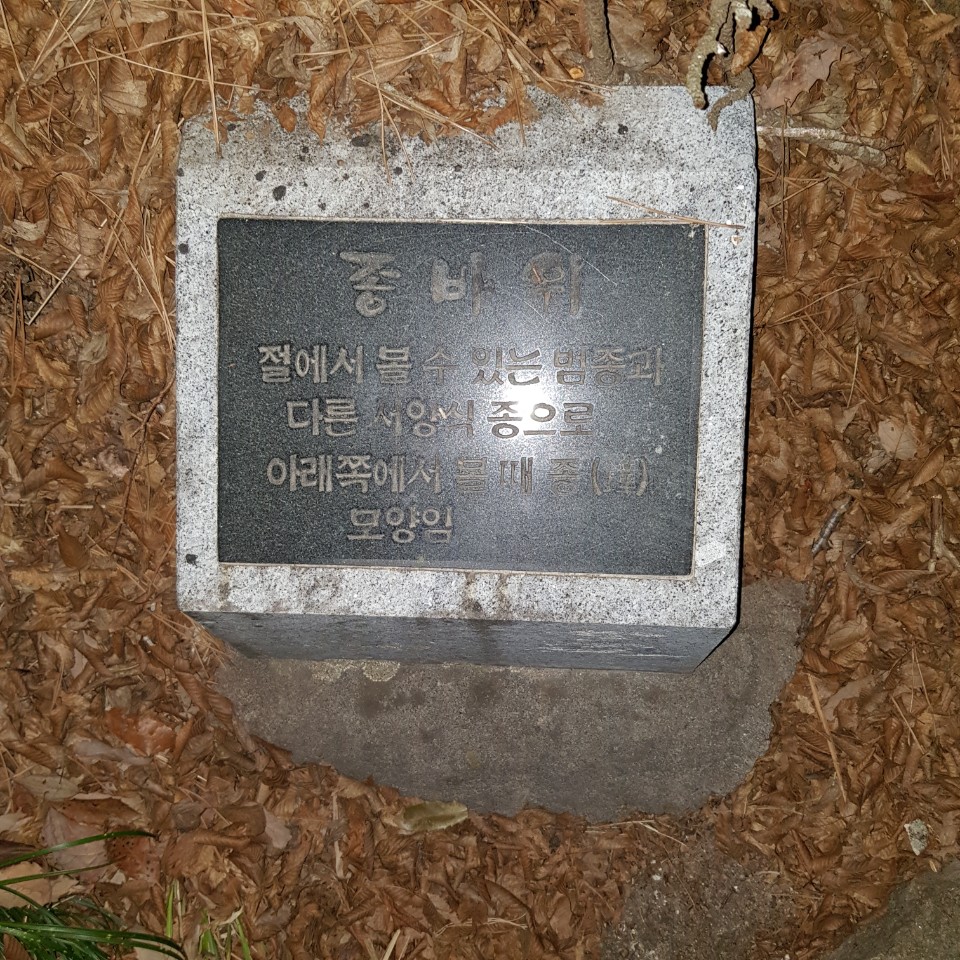 종바위
절에서 볼 수 있는 범종과
다른 서양식 종으로
아래쪽에서 볼 때 종(鐘)
모양임